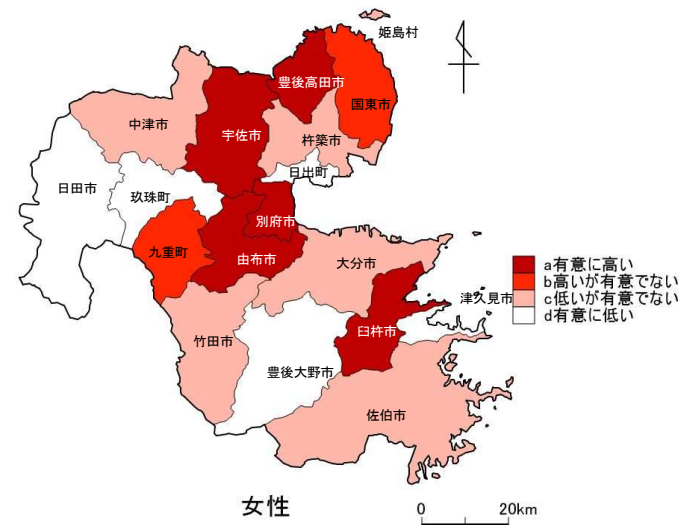 姫島村
豊後高田市
国東市
中津市
宇佐市
杵築市
日出町
日田市
玖珠町
別府市
九重町
由布市
大分市
a有意に高い
b高いが有意でない
c低いが有意でない
d有意に低い
津久見市
臼杵市
竹田市
豊後大野市
佐伯市
女性
0 20km